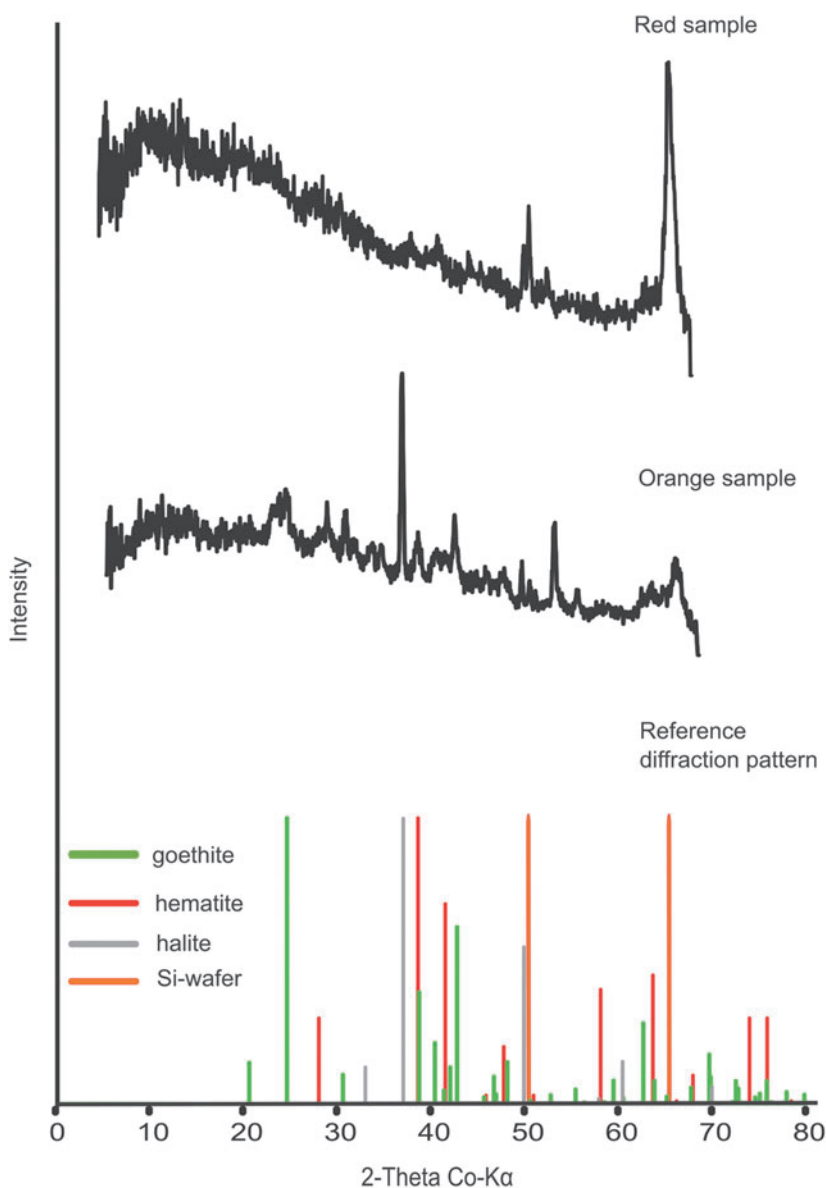 Red sample
Orange sample
Intensity
Reference
diffraction pattern
goethite
hematite
halite
Si-wafer
0 10 20 30 40 50 60 70 80
2-Theta Co-Kα